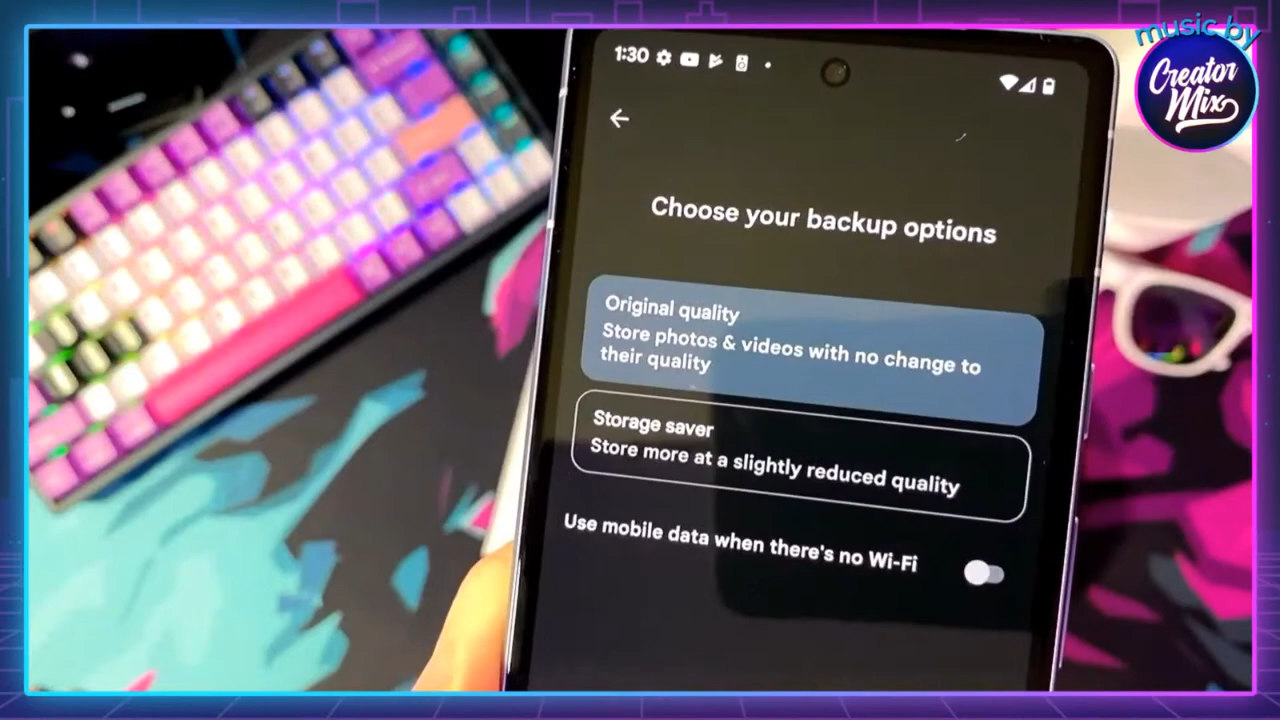 music by
Creator
Mix
1:30
Choose your backup options
Original quality
Store photos & videos with no change to
their quality
Storage saver
Store more at a slightly reduced quality
Use mobile data when there's no Wi-Fi